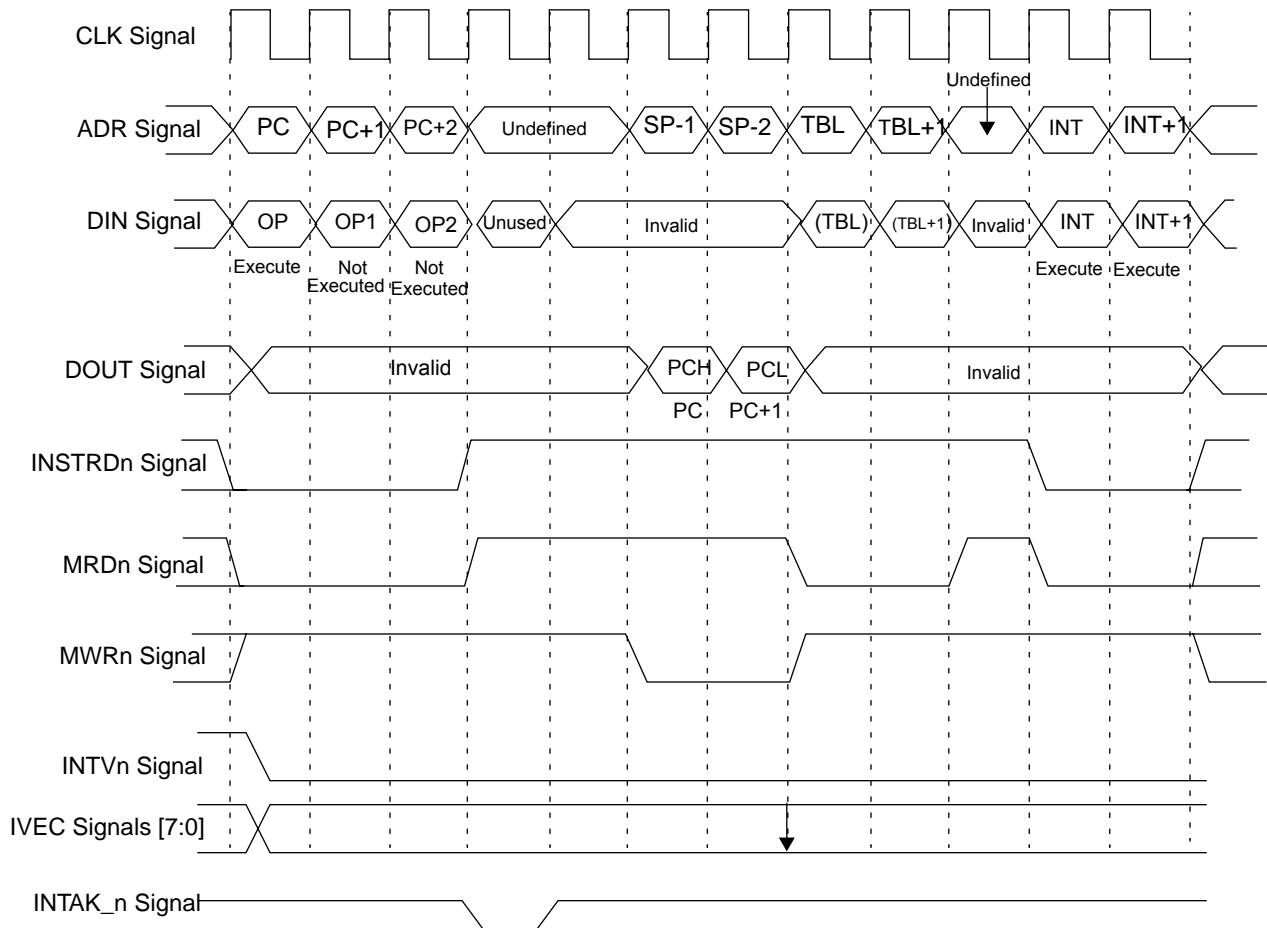 CLK Signal
Undefined
ADR Signal PC PC+1 PC+2 Undefined SP-1 SP-2 TBL TBL+1 INT INT+1
DIN Signal OP OP1 OP2 Unused Invalid (TBL) (TBL+1) Invalid INT INT+1
Execute Not Executed Not Executed Execute Execute
DOUT Signal Invalid PCH PCL Invalid
PC PC+1
INSTRDn Signal
MRDn Signal
MWRn Signal
INTVn Signal
IVEC Signals [7:0]
INTAK_n Signal